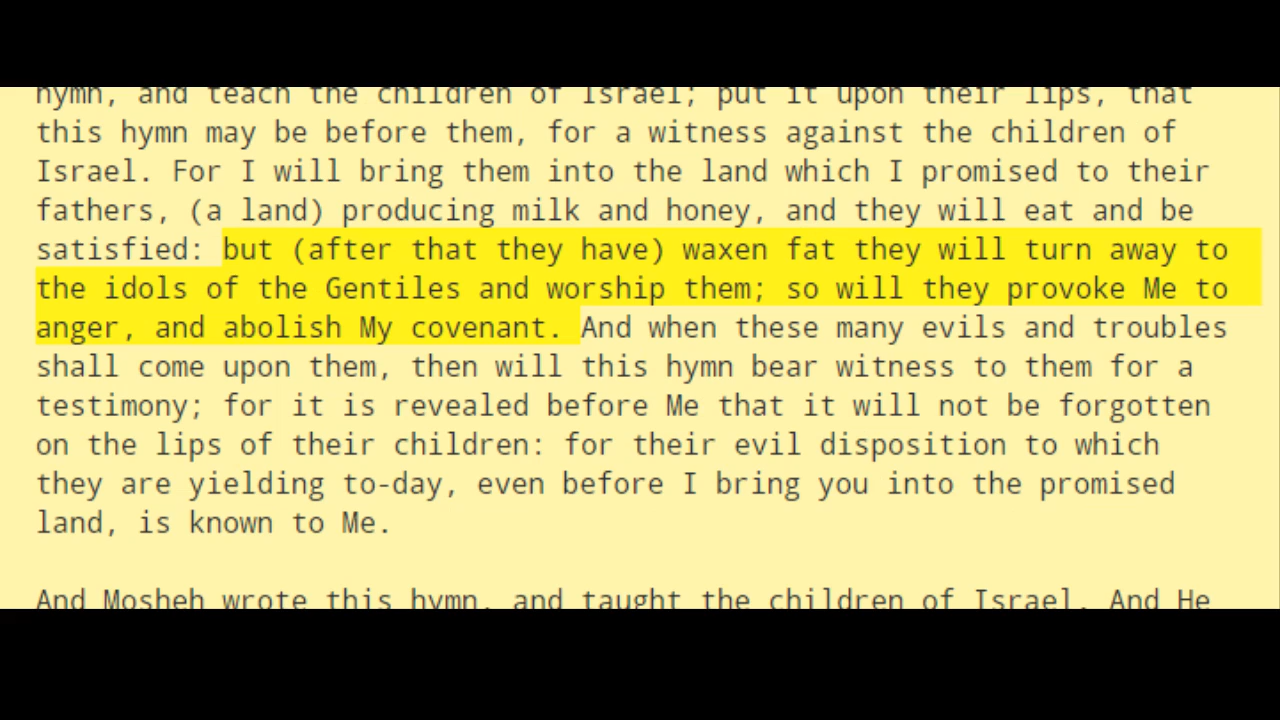 hymn, and teach the children of Israel; put it upon their lips, that
this hymn may be before them, for a witness against the children of
Israel. For I will bring them into the land which I promised to their
fathers, (a land) producing milk and honey, and they will eat and be
satisfied: but (after that they have) waxen fat they will turn away to
the idols of the Gentiles and worship them; so will they provoke Me to
anger, and abolish My covenant. And when these many evils and troubles
shall come upon them, then will this hymn bear witness to them for a
testimony; for it is revealed before Me that it will not be forgotten
on the lips of their children: for their evil disposition to which
they are yielding to-day, even before I bring you into the promised
land, is known to Me.
And Mosheh wrote this hymn, and taught the children of Israel. And He